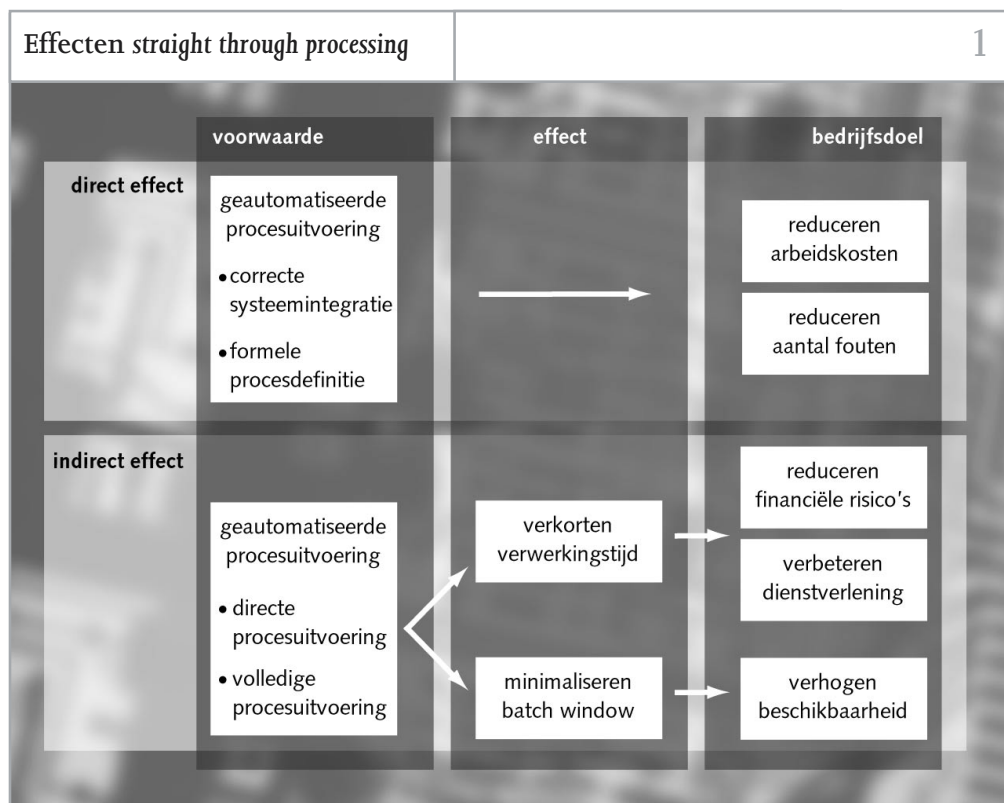 Effecten straight through processing
1
voorwaarde
effect
bedrijfsdoel
direct effect
geautomatiseerde
procesuitvoering
• correcte
systeemintegratie
• formele
procesdefinitie
reduceren
arbeidskosten
reduceren
aantal fouten
indirect effect
geautomatiseerde
procesuitvoering
• directe
procesuitvoering
• volledige
procesuitvoering
verkorten
verwerkingstijd
minimaliseren
batch window
reduceren
financiële risico's
verbeteren
dienstverlening
verhogen
beschikbaarheid